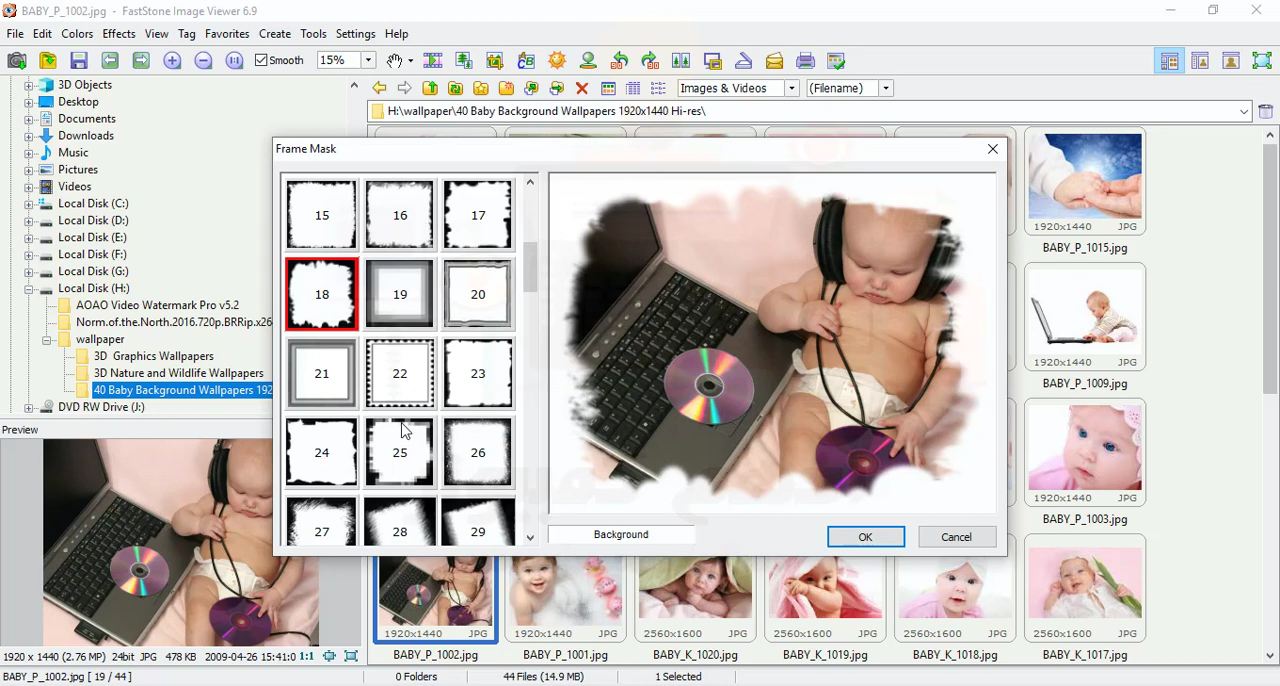 BABY_P_1002.jpg - FastStone Image Viewer 6.9
File Edit Colors Effects View Tag Favorites Create Tools Settings Help
Smooth 15%
3D Objects
Desktop
Documents
Downloads
Music
Pictures
Videos
Local Disk (C:)
Local Disk (D:)
Local Disk (E:)
Local Disk (F:)
Local Disk (G:)
Local Disk (H:)
AOAO Video Watermark Pro v5.2
Norm.of.the.North.2016.720p.BRRip.x26
wallpaper
3D Graphics Wallpapers
3D Nature and Wildlife Wallpapers
40 Baby Background Wallpapers 192
DVD RW Drive (J:)
Preview
1920 x 1440 (2.76 MP) 24bit JPG 478 KB 2009-04-26 15:41:0 1:1
BABY_P_1002.jpg [ 19 / 44 ]
Images & Videos (Filename)
H:\wallpaper\40 Baby Background Wallpapers 1920x1440 Hi-res\
Frame Mask
15 16 17
18 19 20
21 22 23
24 25 26
27 28 29
Background OK Cancel
1920x1440 JPG
BABY_P_1015.jpg
1920x1440 JPG
BABY_P_1009.jpg
1920x1440 JPG
BABY_P_1003.jpg
1920x1440 JPG 1920x1440 JPG 2560x1600 JPG 2560x1600 JPG 2560x1600 JPG 2560x1600 JPG
BABY_P_1002.jpg BABY_P_1001.jpg BABY_K_1020.jpg BABY_K_1019.jpg BABY_K_1018.jpg BABY_K_1017.jpg
0 Folders 44 Files (14.9 MB) 1 Selected